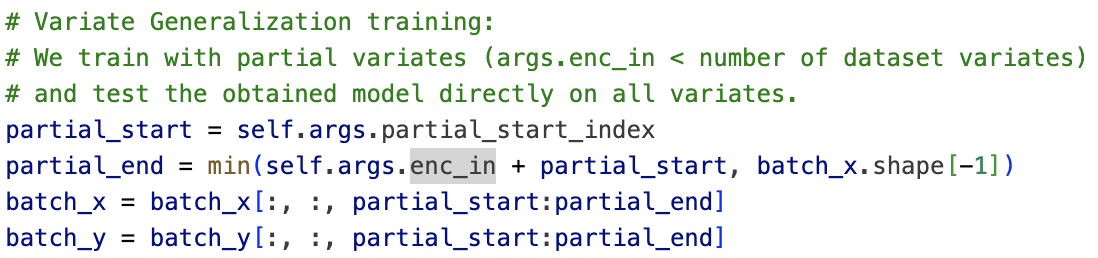 # Variate Generalization training:
# We train with partial variates (args.enc_in < number of dataset variates)
# and test the obtained model directly on all variates.
partial_start = self.args.partial_start_index
partial_end = min(self.args.enc_in + partial_start, batch_x.shape[-1])
batch_x = batch_x[:, :, partial_start:partial_end]
batch_y = batch_y[:, :, partial_start:partial_end]